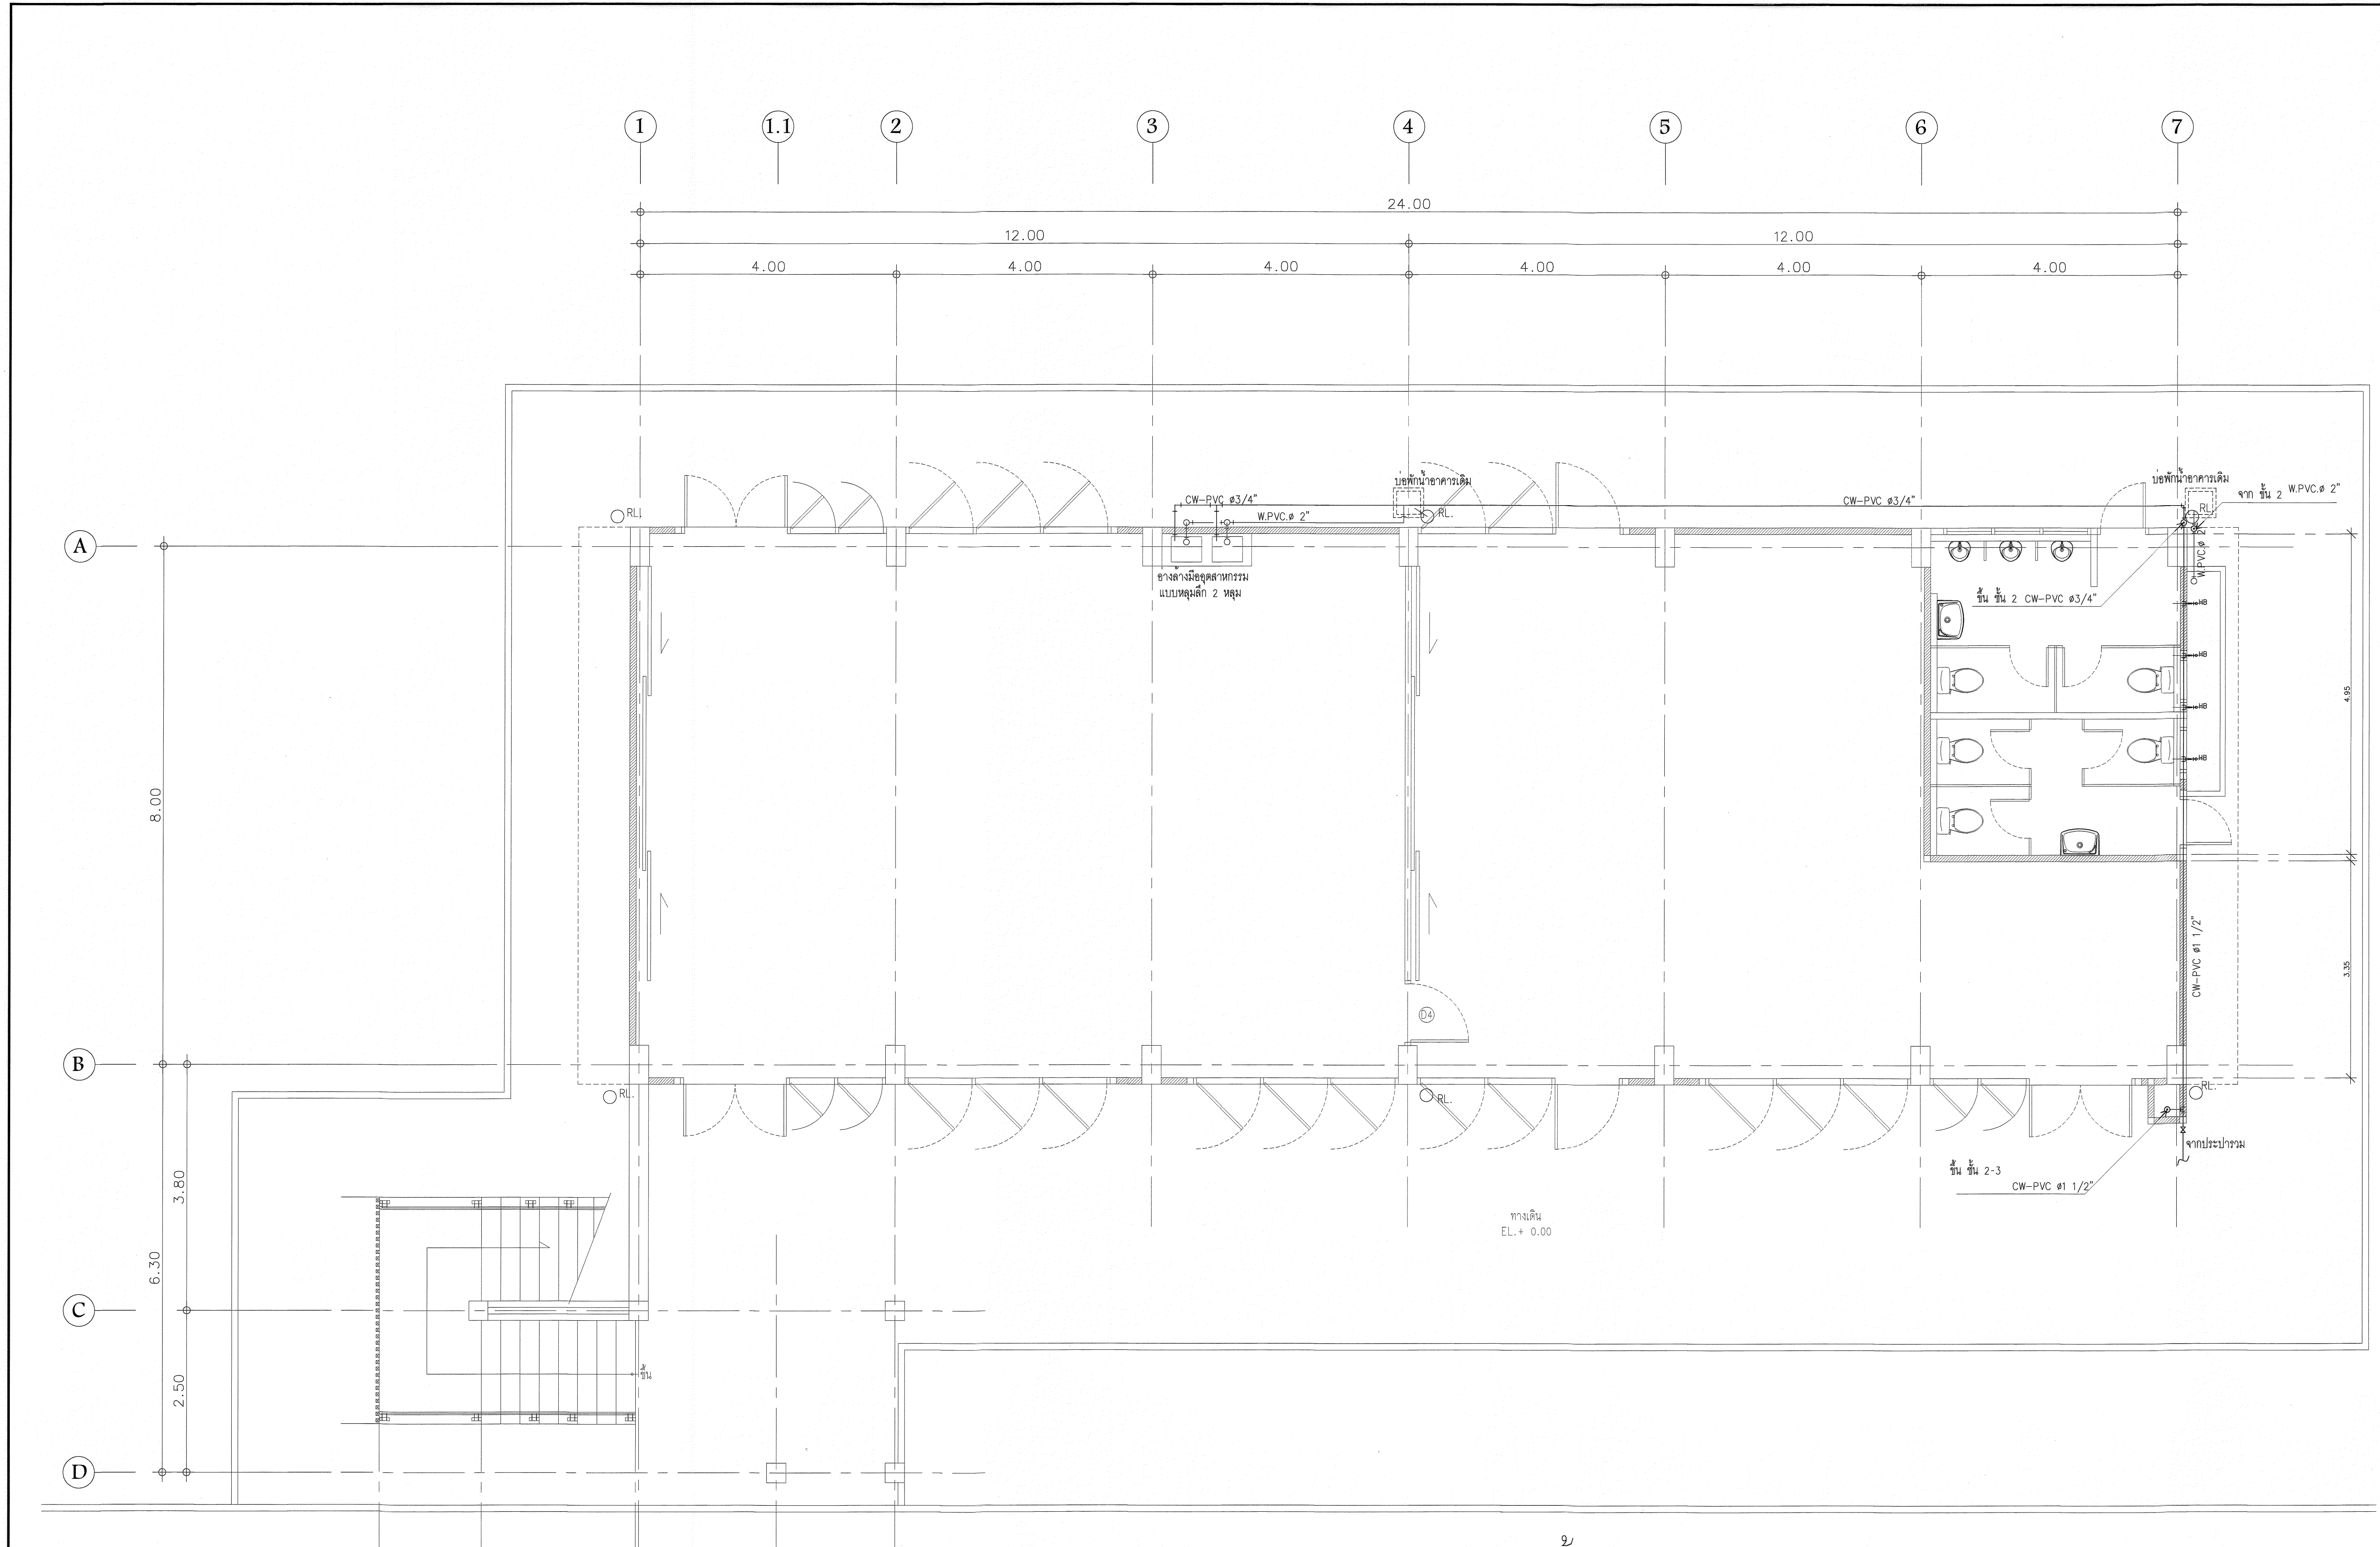 1 1.1 2 3 4 5 6 7
24.00
12.00 12.00
4.00 4.00 4.00 4.00 4.00 4.00
บ่อพักน้ำอาคารเดิม บ่อพักน้ำอาคารเดิม
จาก ชั้น 2 W.PVC.ø 2"
CW-PVC ø3/4" CW-PVC ø3/4"
RL. W.PVC.ø 2" RL. RL.
A
W.PVC.ø 2"
อ่างล้างมืออุตสาหกรรม
แบบหลุมลึก 2 หลุม
ขึ้น ชั้น 2 CW-PVC ø3/4"
HB
HB
HB
HB
4.95
8.00
CW-PVC ø1 1/2"
3.35
D4
B
RL. RL. RL.
จากประปารวม
ขึ้น ชั้น 2-3
CW-PVC ø1 1/2"
3.80
ทางเดิน
EL.+ 0.00
6.30
C
ขึ้น
2.50
D